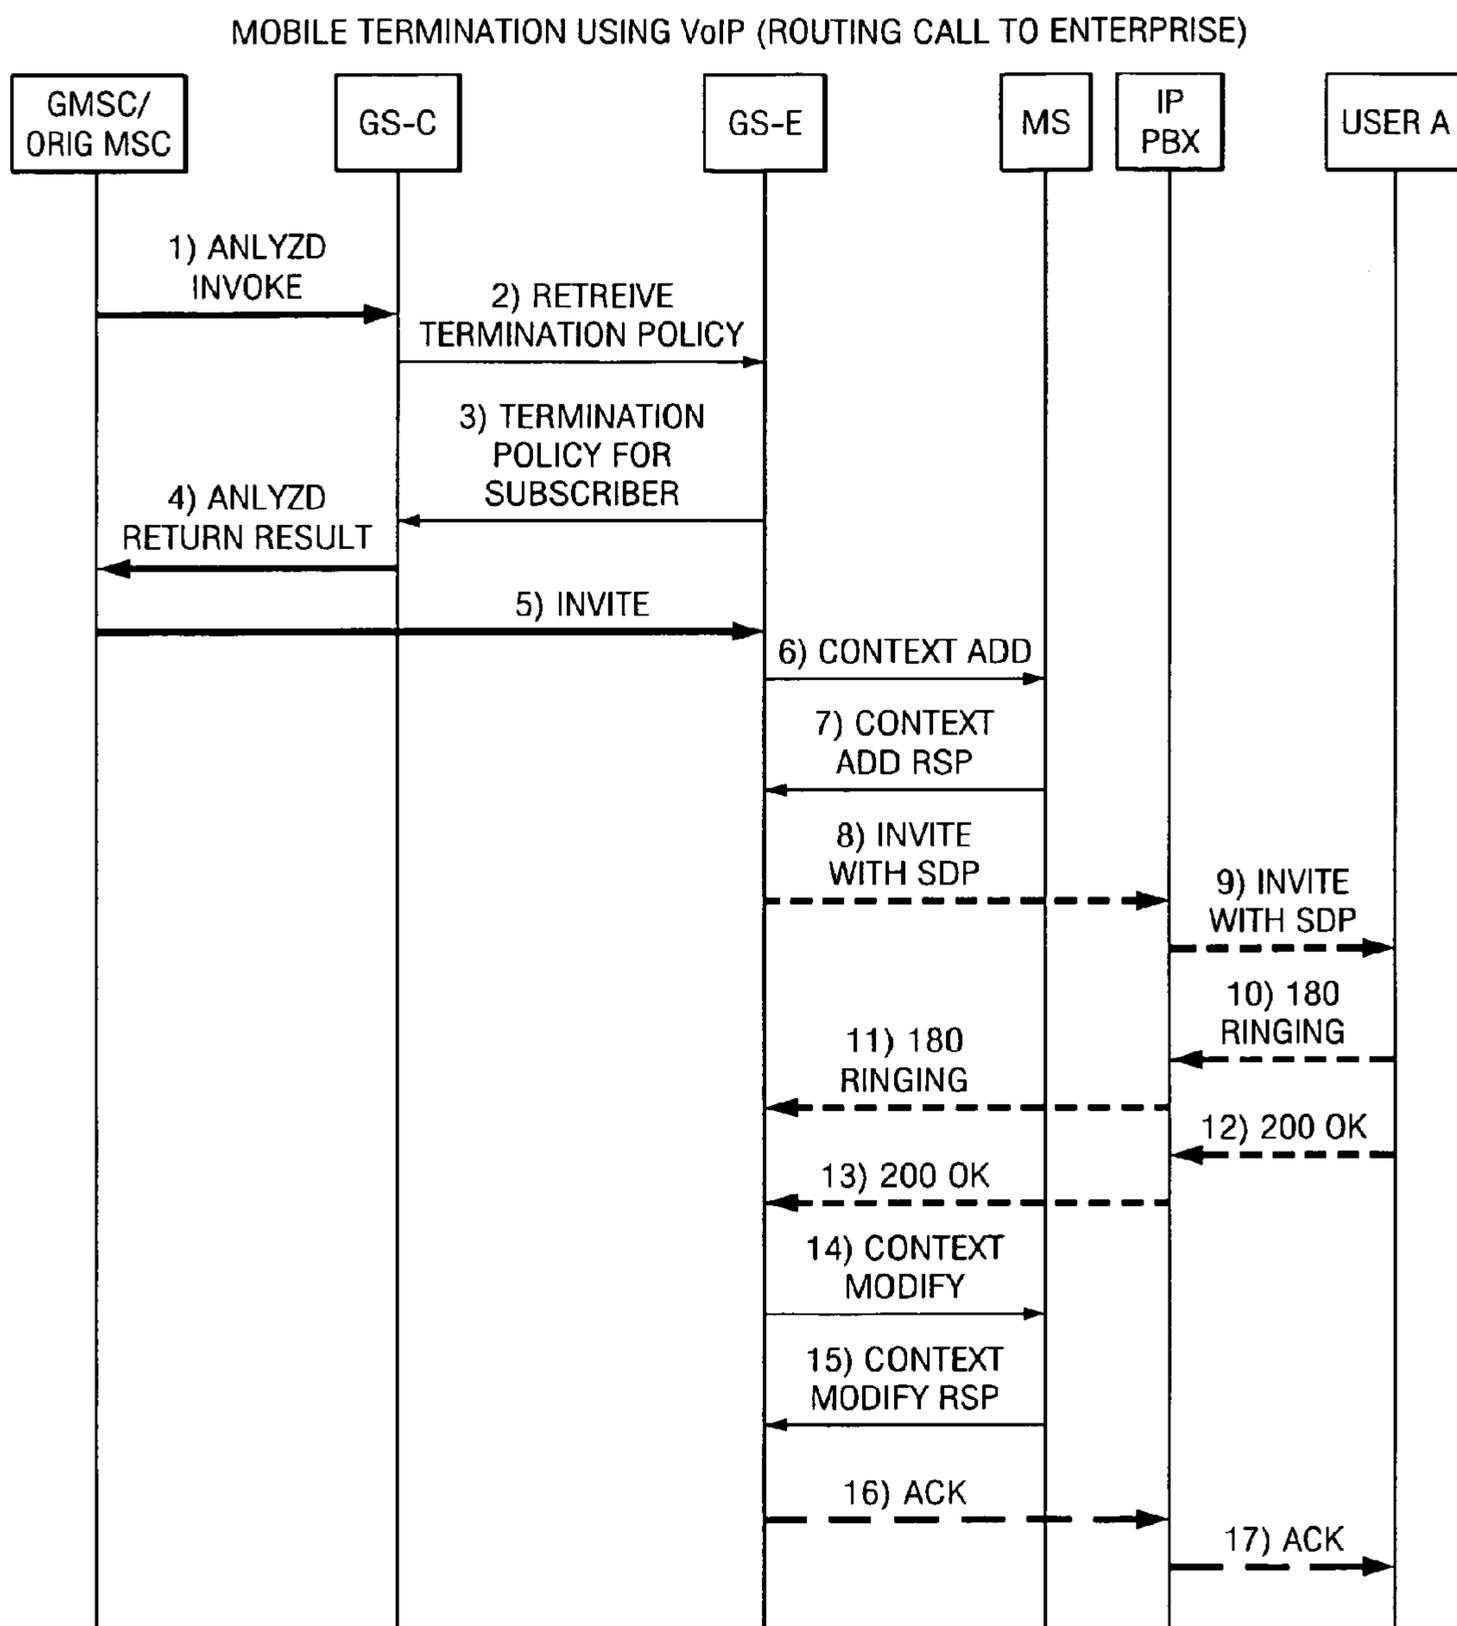 MOBILE TERMINATION USING VoIP (ROUTING CALL TO ENTERPRISE)
GMSC/
ORIG MSC
GS-C
GS-E
MS
IP
PBX
USER A
1) ANLYZD
INVOKE
2) RETREIVE
TERMINATION POLICY
3) TERMINATION
POLICY FOR
SUBSCRIBER
4) ANLYZD
RETURN RESULT
5) INVITE
6) CONTEXT ADD
7) CONTEXT
ADD RSP
8) INVITE
WITH SDP
9) INVITE
WITH SDP
10) 180
RINGING
11) 180
RINGING
12) 200 OK
13) 200 OK
14) CONTEXT
MODIFY
15) CONTEXT
MODIFY RSP
16) ACK
17) ACK